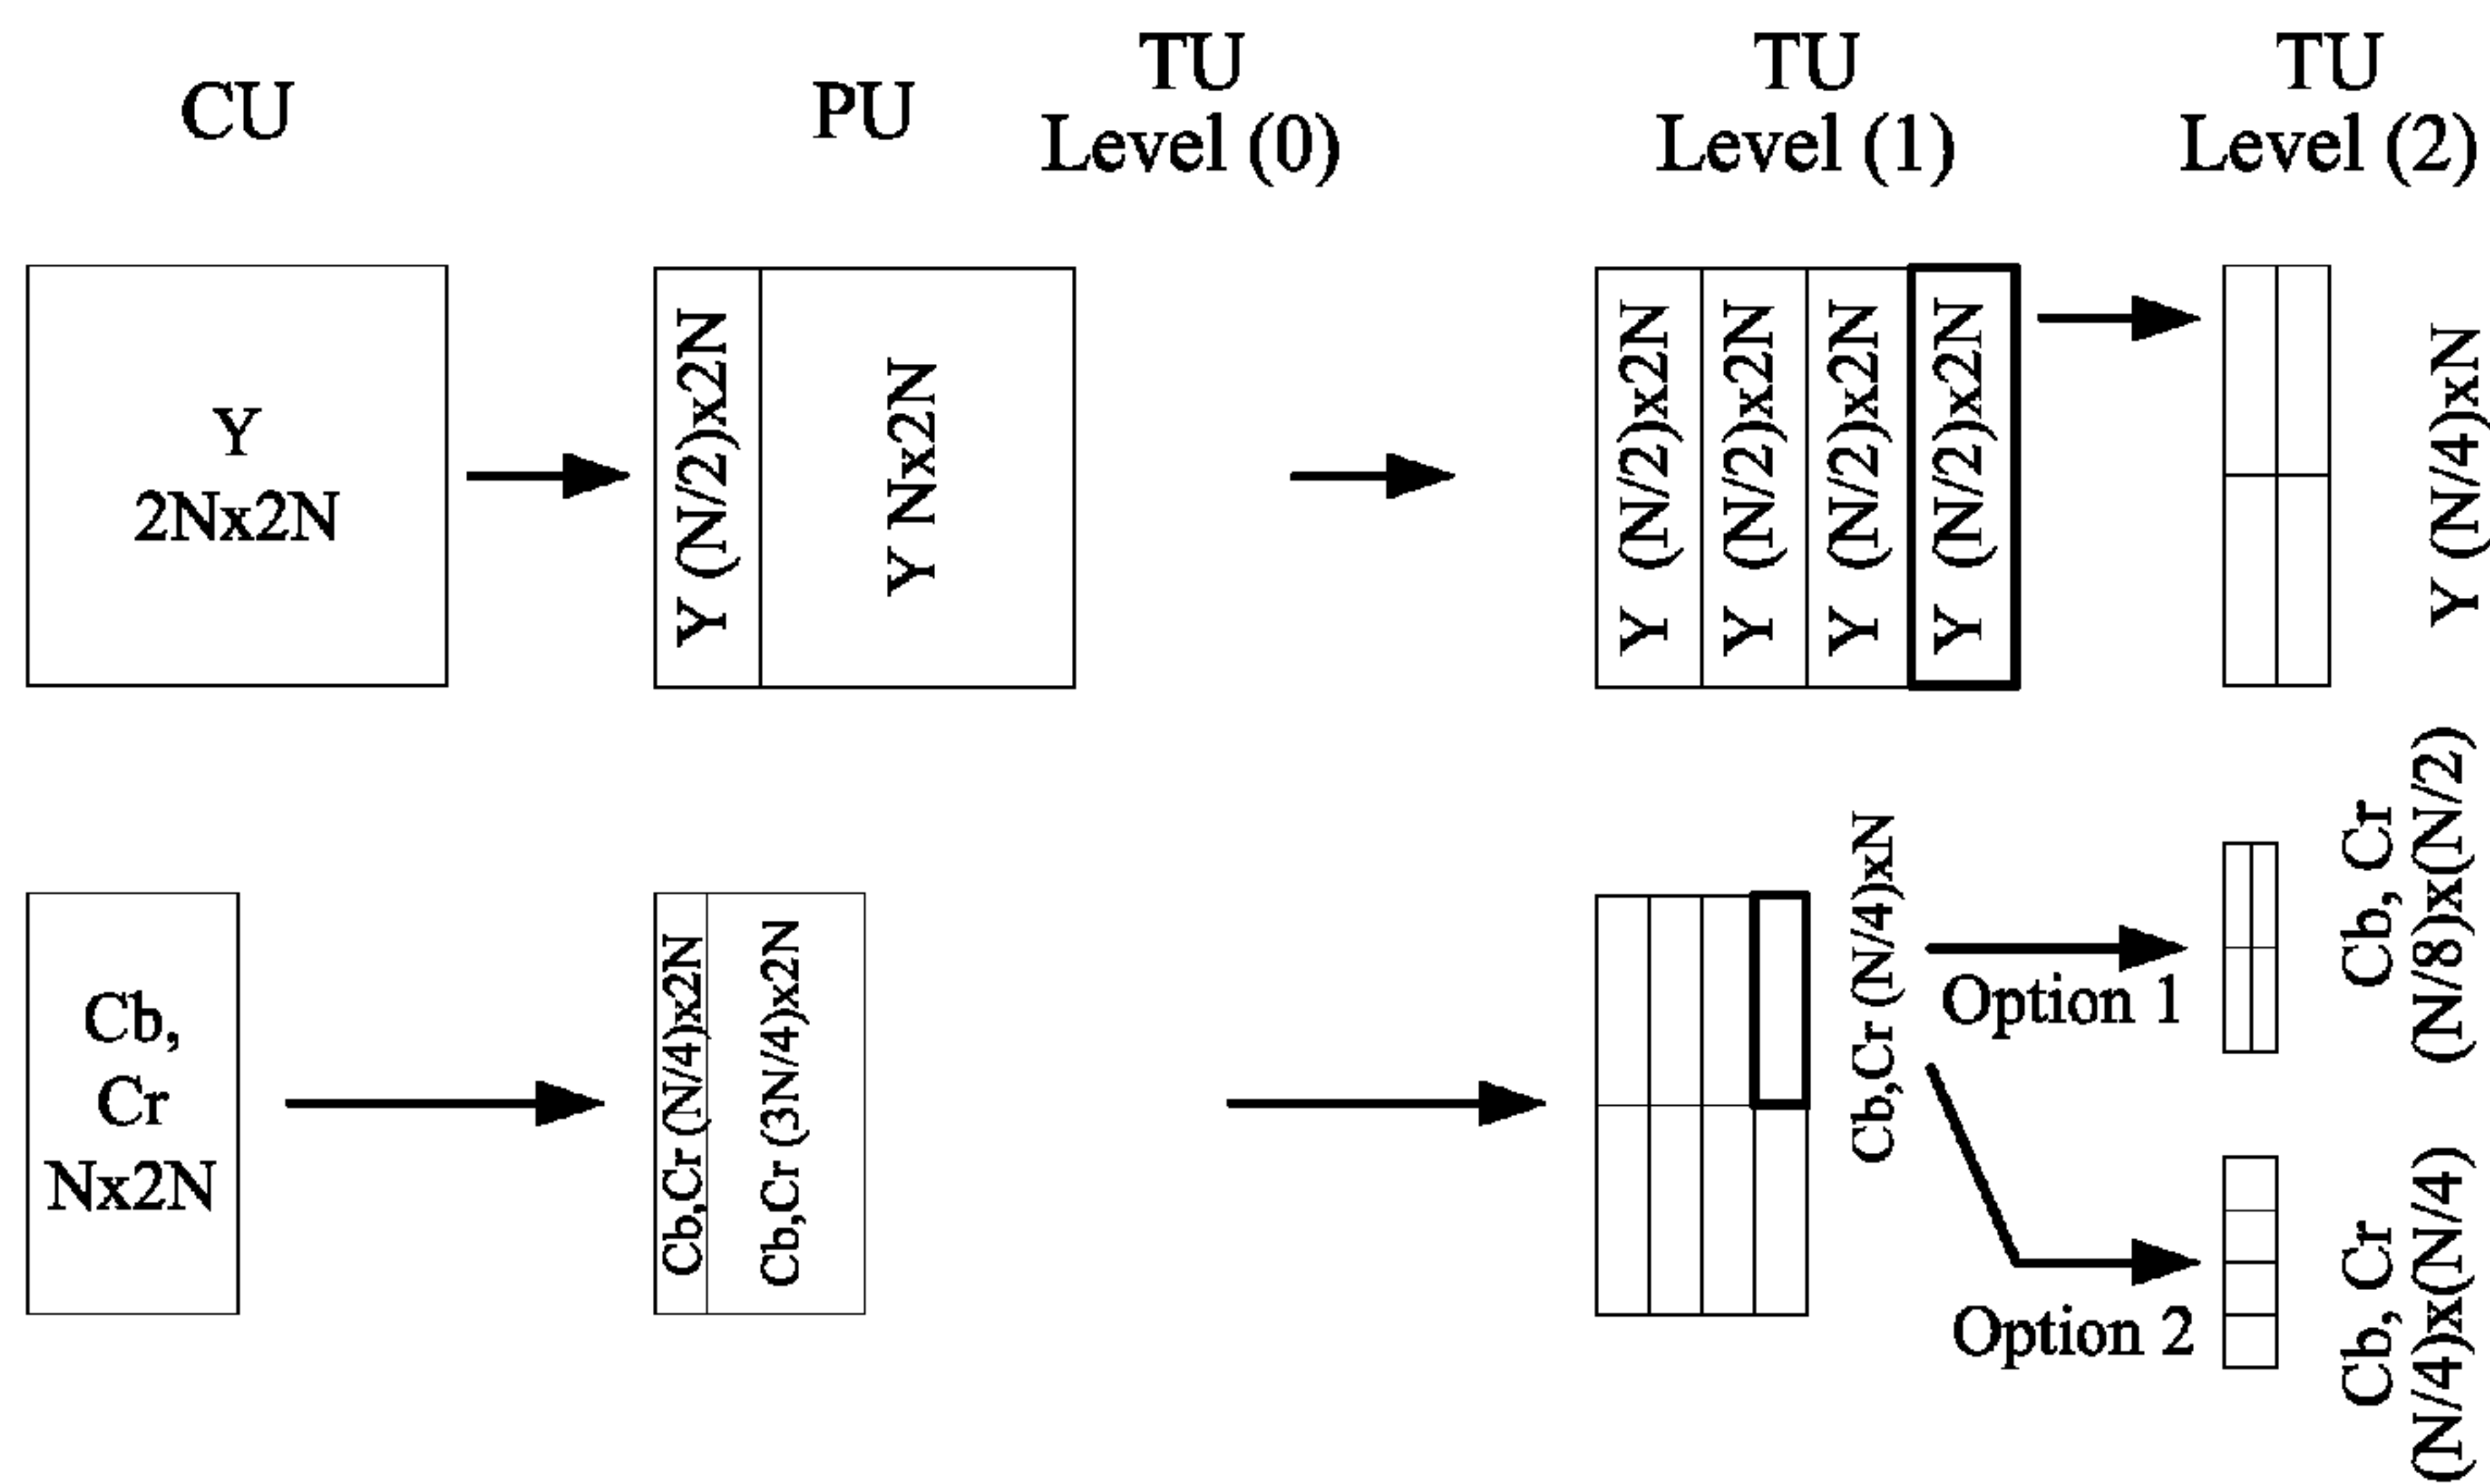 CU
PU
TU
Level (0)
TU
Level (1)
TU
Level (2)
Y
2Nx2N
Y (N/2)x2N
Y Nx2N
Y (N/2)x2N
Y (N/2)x2N
Y (N/2)x2N
Y (N/2)x2N
Y (N/4)xN
Cb,
Cr
Nx2N
Cb,Cr (N/4)x2N
Cb,Cr (3N/4)x2N
Cb,Cr (N/4)xN
Option 1
Cb, Cr
(N/8)x(N/2)
Option 2
Cb, Cr
(N/4)x(N/4)